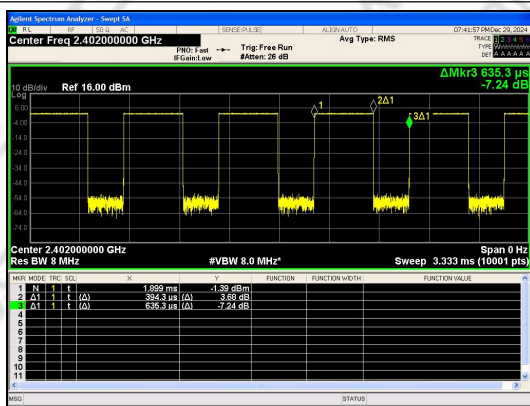 Agilent Spectrum Analyzer - Swept SA
RL RF 50 Ω AC SENSE:PULSE ALIGN AUTO 07:41:57 PM Dec 29, 2024
Center Freq 2.402000000 GHz
Avg Type: RMS
TRACE 1 2 3 4 5 6
PNO: Fast Trig: Free Run
TYPE
IFGain:Low #Atten: 26 dB
DET A A A A A A
ΔMkr3 635.3 µs
-7.24 dB
10 dB/div Ref 16.00 dBm
Log
6.00
-4.00
-14.0
-24.0
-34.0
-44.0
-54.0
-64.0
-74.0
1
2Δ1
3Δ1
Center 2.402000000 GHz Span 0 Hz
Res BW 8 MHz #VBW 8.0 MHz* Sweep 3.333 ms (10001 pts)
MKR MODE TRC SCL X Y FUNCTION FUNCTION WIDTH FUNCTION VALUE
1 N 1 t 1.899 ms -1.39 dBm
2 Δ1 1 t (Δ) 394.3 µs (Δ) 3.68 dB
3 Δ1 1 t (Δ) 635.3 µs (Δ) -7.24 dB
4
5
6
7
8
9
10
11
MSG STATUS